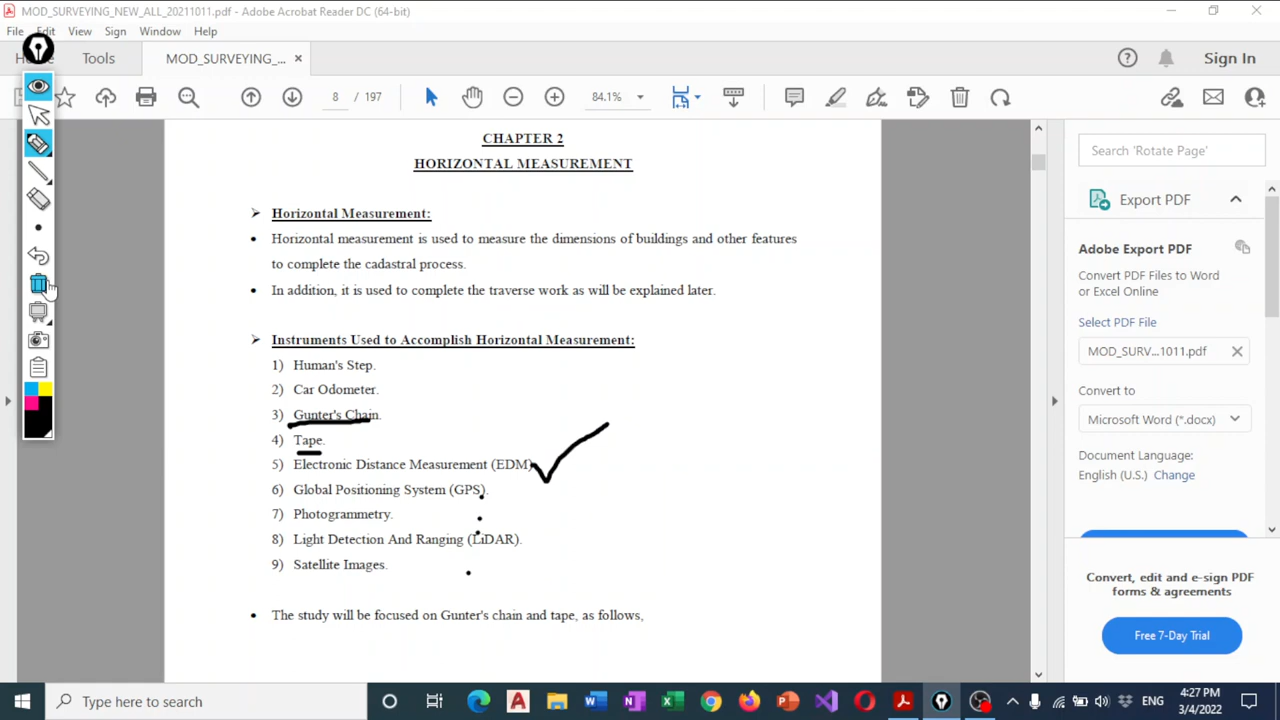 MOD_SURVEYING_NEW_ALL_20211011.pdf - Adobe Acrobat Reader DC (64-bit)
File Edit View Sign Window Help
Tools MOD_SURVEYING_... Sign In
8 / 197 84.1%
CHAPTER 2
HORIZONTAL MEASUREMENT
➢ Horizontal Measurement:
• Horizontal measurement is used to measure the dimensions of buildings and other features
to complete the cadastral process.
• In addition, it is used to complete the traverse work as will be explained later.
➢ Instruments Used to Accomplish Horizontal Measurement:
1) Human's Step.
2) Car Odometer.
3) Gunter's Chain.
4) Tape.
5) Electronic Distance Measurement (EDM)
6) Global Positioning System (GPS).
7) Photogrammetry.
8) Light Detection And Ranging (LiDAR).
9) Satellite Images.
• The study will be focused on Gunter's chain and tape, as follows,
Search 'Rotate Page'
Export PDF
Adobe Export PDF
Convert PDF Files to Word
or Excel Online
Select PDF File
MOD_SURV...1011.pdf
Convert to
Microsoft Word (*.docx)
Document Language:
English (U.S.) Change
Convert, edit and e-sign PDF
forms & agreements
Free 7-Day Trial
Type here to search
ENG
4:27 PM
3/4/2022